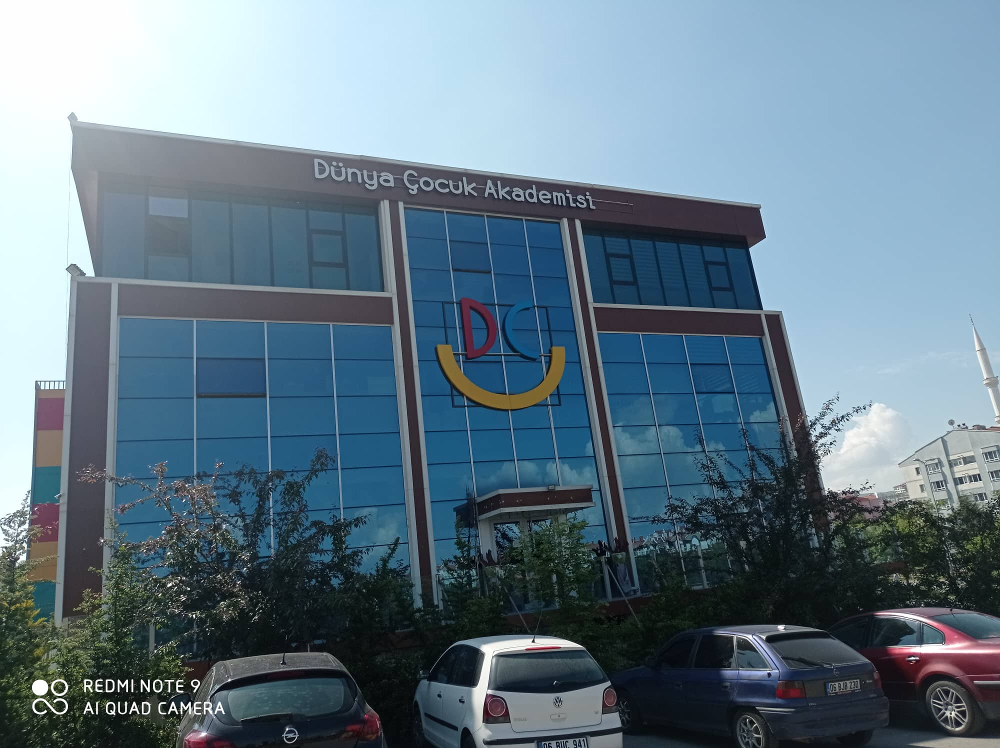 Dünya Çocuk Akademisi
DC
06 BJB 230
06 BUC 941
REDMI NOTE 9
AI QUAD CAMERA